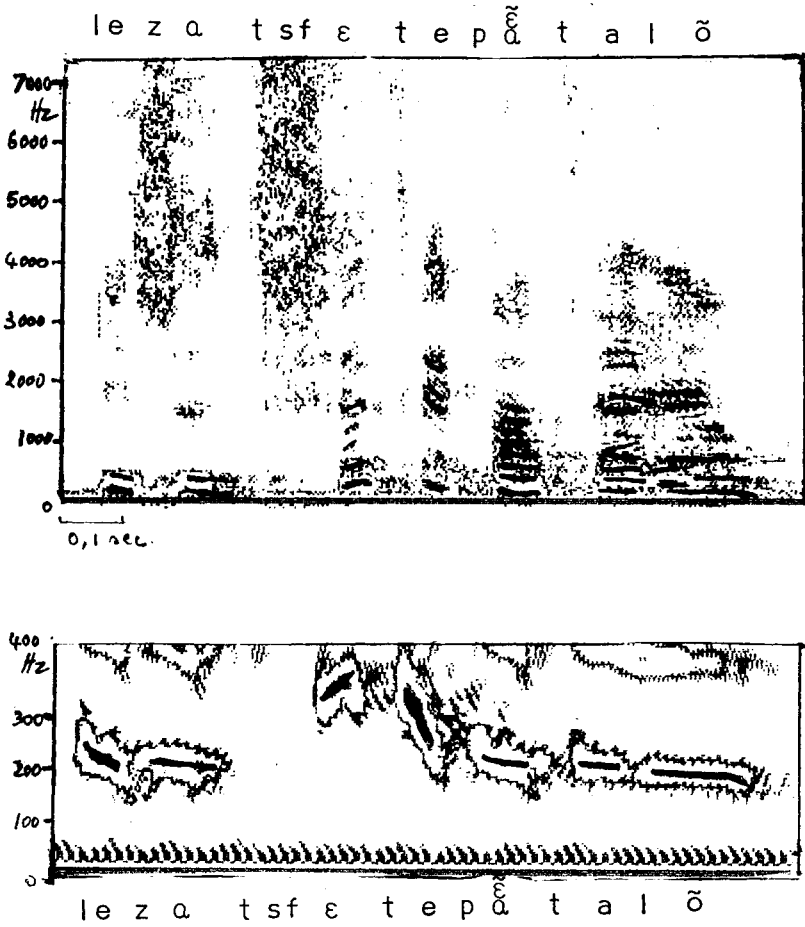 l e z a t s f ɛ t e p ɛ̃
ɑ̃ t a l õ
7000
Hz
6000
5000
4000
3000
2000
1000
0
0,1 sec.
400
Hz
300
200
100
0
l e z a t s f ɛ t e p ɛ̃
ɑ̃ t a l õ